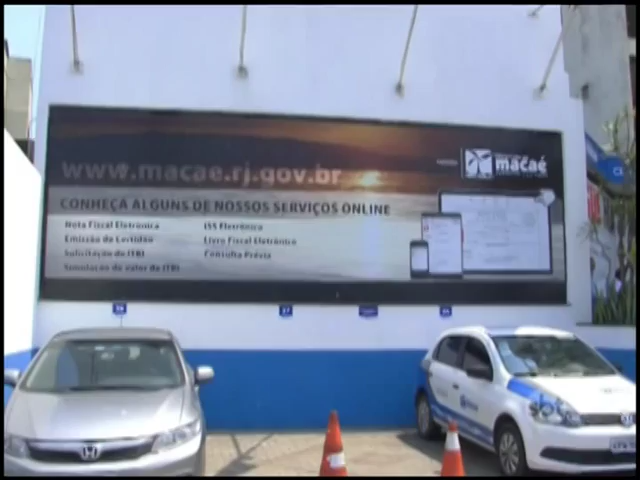 www.macae.rj.gov.br
macaé
CONHEÇA ALGUNS DE NOSSOS SERVIÇOS ONLINE
Nota Fiscal Eletrônica
ISS Eletrônico
Emissão de Certidão
Livro Fiscal Eletrônico
Solicitação de ITBI
Consulta Prévia
Simulação do valor do ITBI